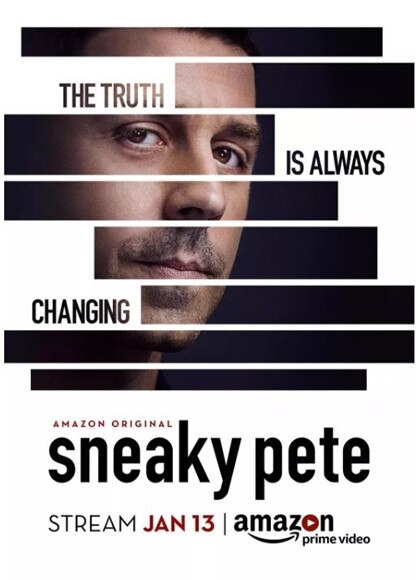 THE TRUTH
IS ALWAYS
CHANGING
AMAZON ORIGINAL
sneaky pete
STREAM JAN 13 | amazon
prime video